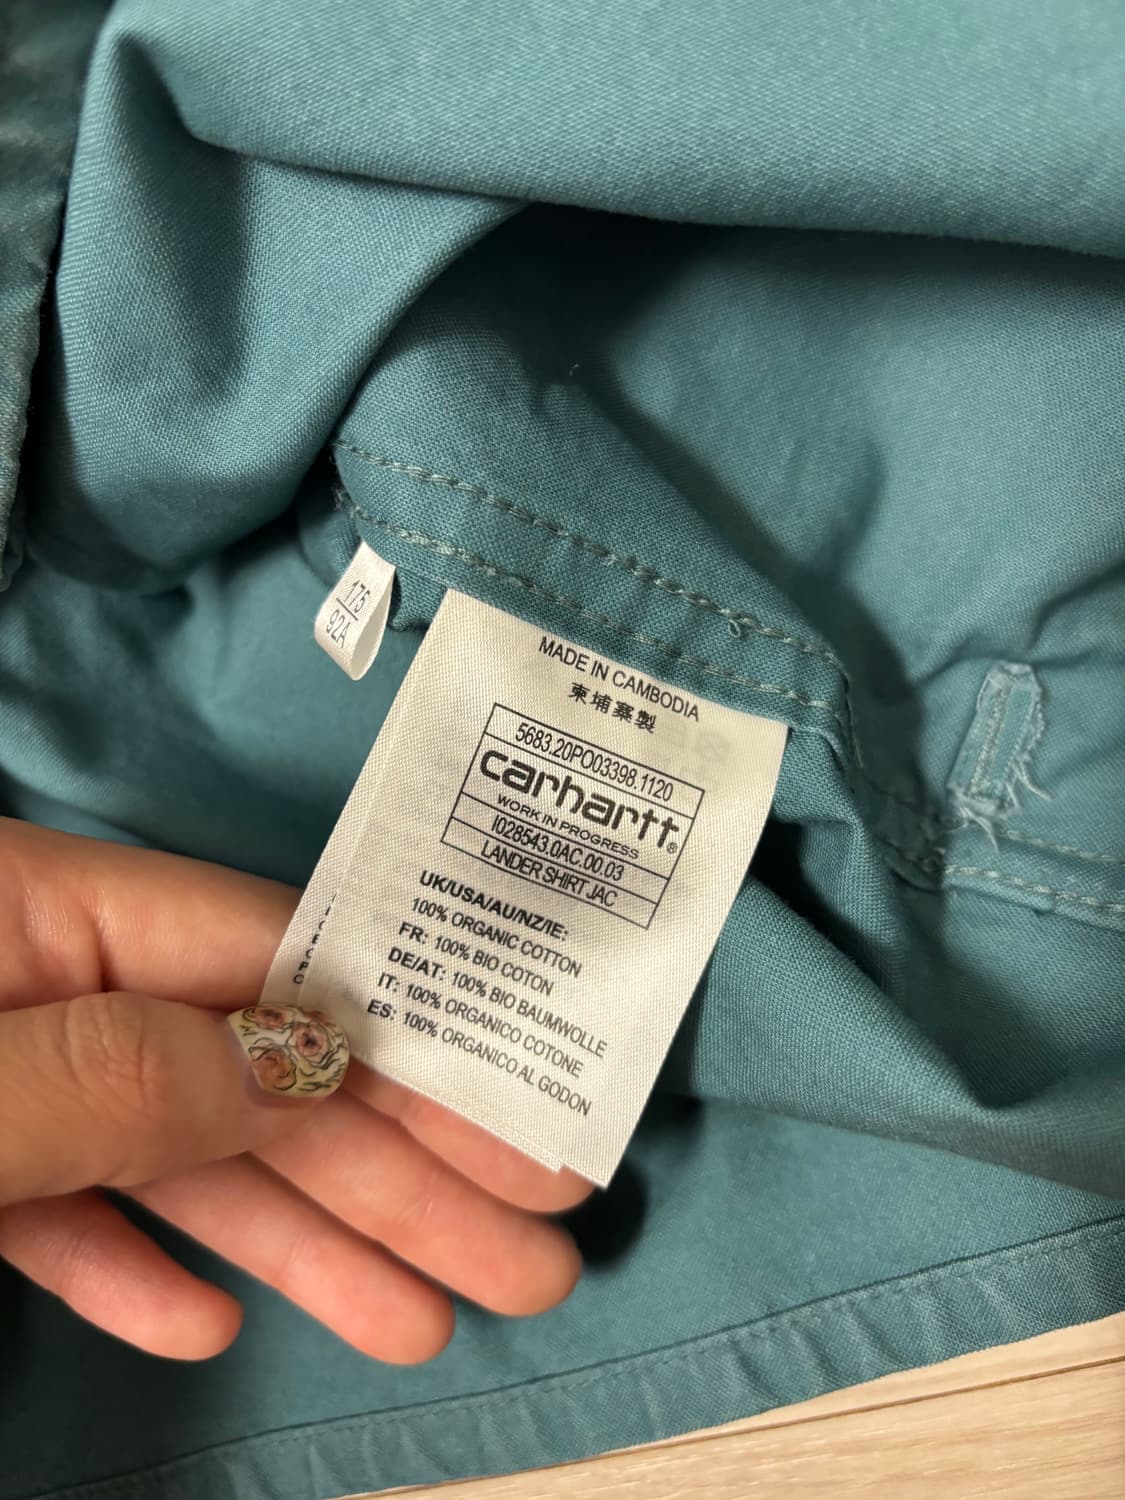 175
92A
MADE IN CAMBODIA
柬埔寨製
5683.20PO03398.1120
carhartt®
WORK IN PROGRESS
I028543.0AC.00.03
LANDER SHIRT JAC
UK/USA/AU/NZ/IE:
100% ORGANIC COTTON
FR: 100% BIO COTON
DE/AT: 100% BIO BAUMWOLLE
IT: 100% ORGANICO COTONE
ES: 100% ORGANICO AL GODON